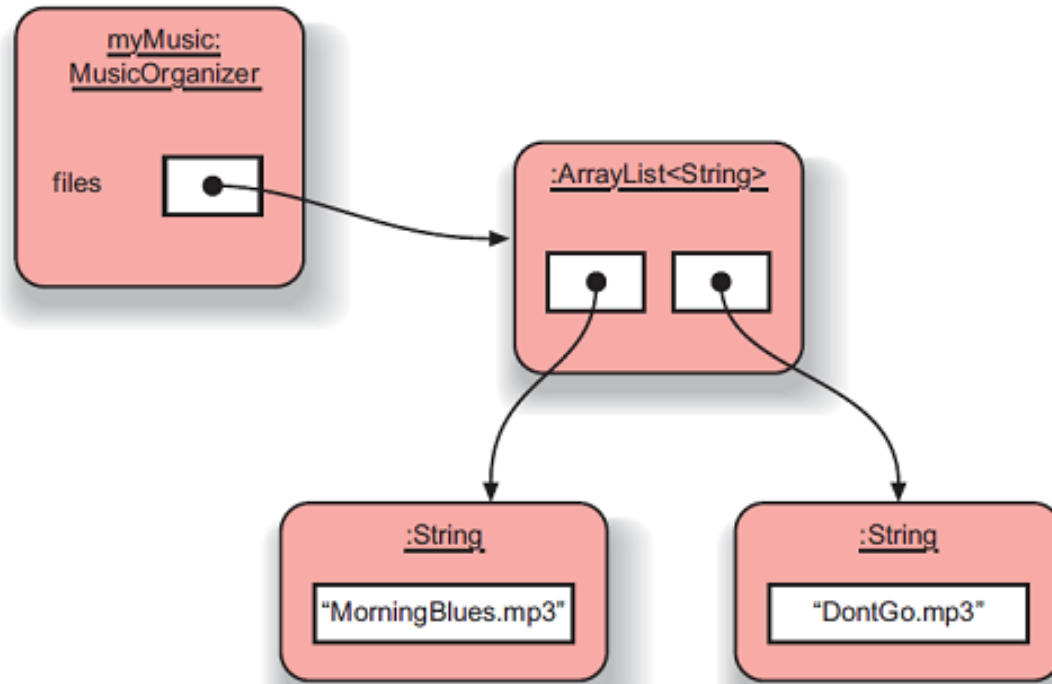 myMusic:
MusicOrganizer
files
:ArrayList<String>
:String
“MorningBlues.mp3”
:String
“DontGo.mp3”